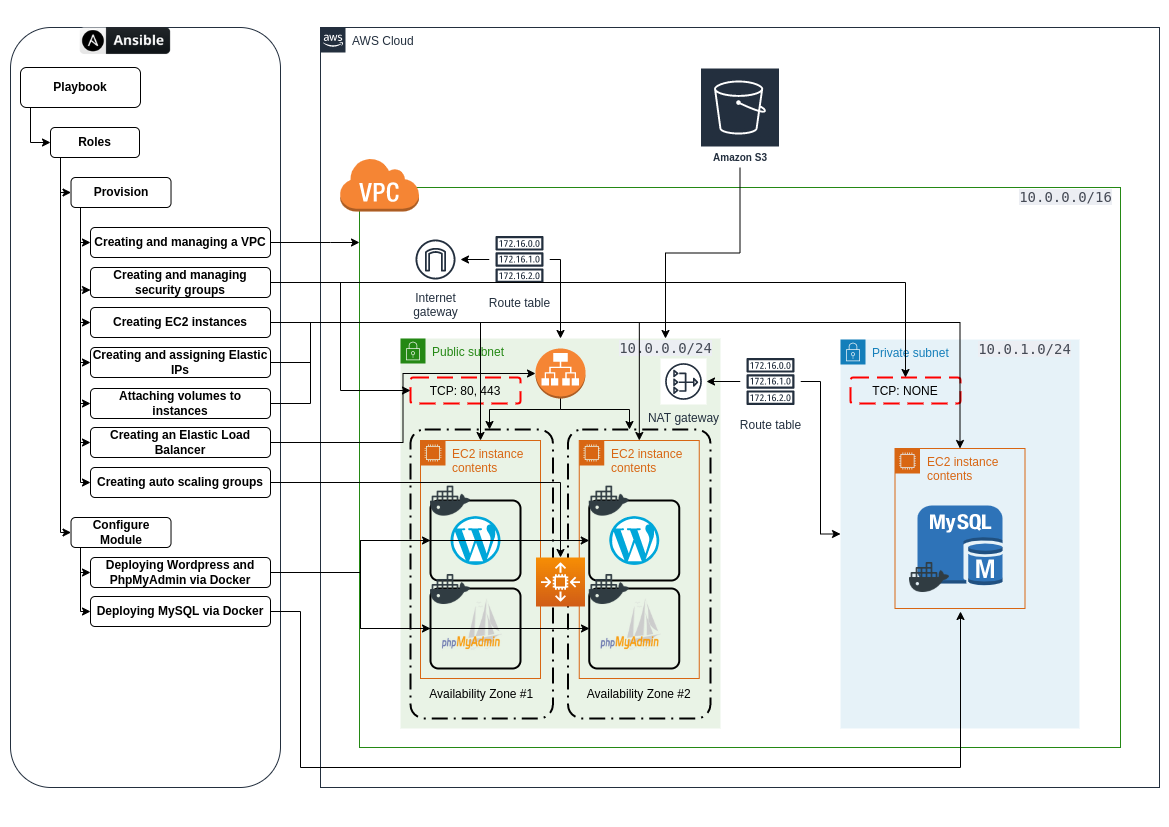 Ansible
Playbook
Roles
Provision
Creating and managing a VPC
Creating and managing
security groups
Creating EC2 instances
Creating and assigning Elastic
IPs
Attaching volumes to
instances
Creating an Elastic Load
Balancer
Creating auto scaling groups
Configure
Module
Deploying Wordpress and
PhpMyAdmin via Docker
Deploying MySQL via Docker
aws
AWS Cloud
Amazon S3
VPC
10.0.0.0/16
Internet
gateway
172.16.0.0
172.16.1.0
172.16.2.0
Route table
Public subnet
10.0.0.0/24
TCP: 80, 443
NAT gateway
172.16.0.0
172.16.1.0
172.16.2.0
Route table
Private subnet
10.0.1.0/24
TCP: NONE
EC2 instance
contents
W
phpMyAdmin
Availability Zone #1
EC2 instance
contents
W
phpMyAdmin
Availability Zone #2
EC2 instance
contents
MySQL
M